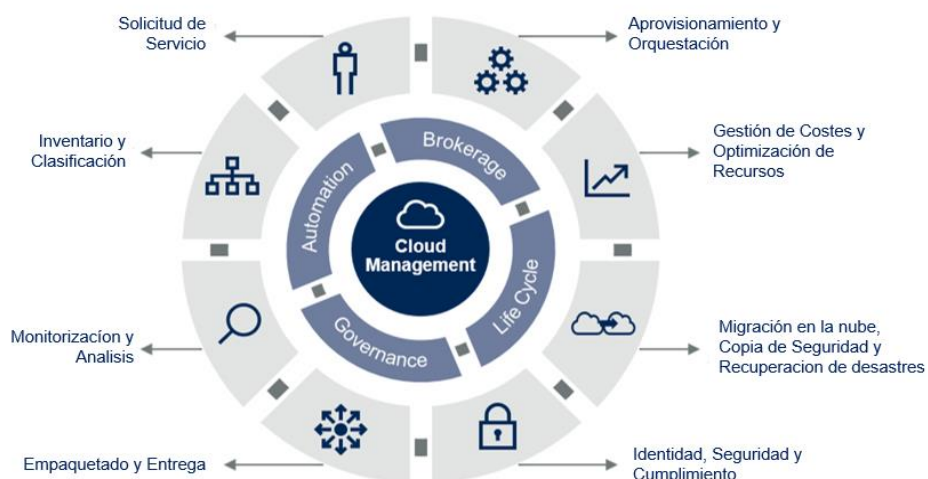 Solicitud de
Servicio
Aprovisionamiento y
Orquestación
Inventario y
Clasificación
Gestión de Costes y
Optimización de
Recursos
Automation
Brokerage
Cloud
Management
Life Cycle
Governance
Monitorizacíon y
Analisis
Migración en la nube,
Copia de Seguridad y
Recuperacion de desastres
Empaquetado y Entrega
Identidad, Seguridad y
Cumplimiento